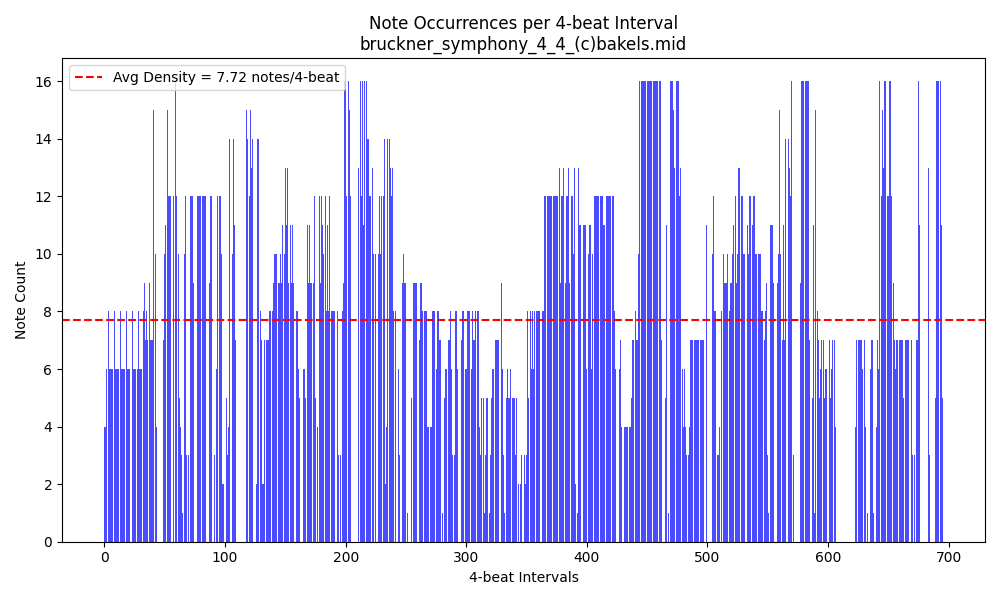 Note Occurrences per 4-beat Interval
bruckner_symphony_4_4_(c)bakels.mid
Avg Density = 7.72 notes/4-beat
Note Count
16
14
12
10
8
6
4
2
0
0 100 200 300 400 500 600 700
4-beat Intervals